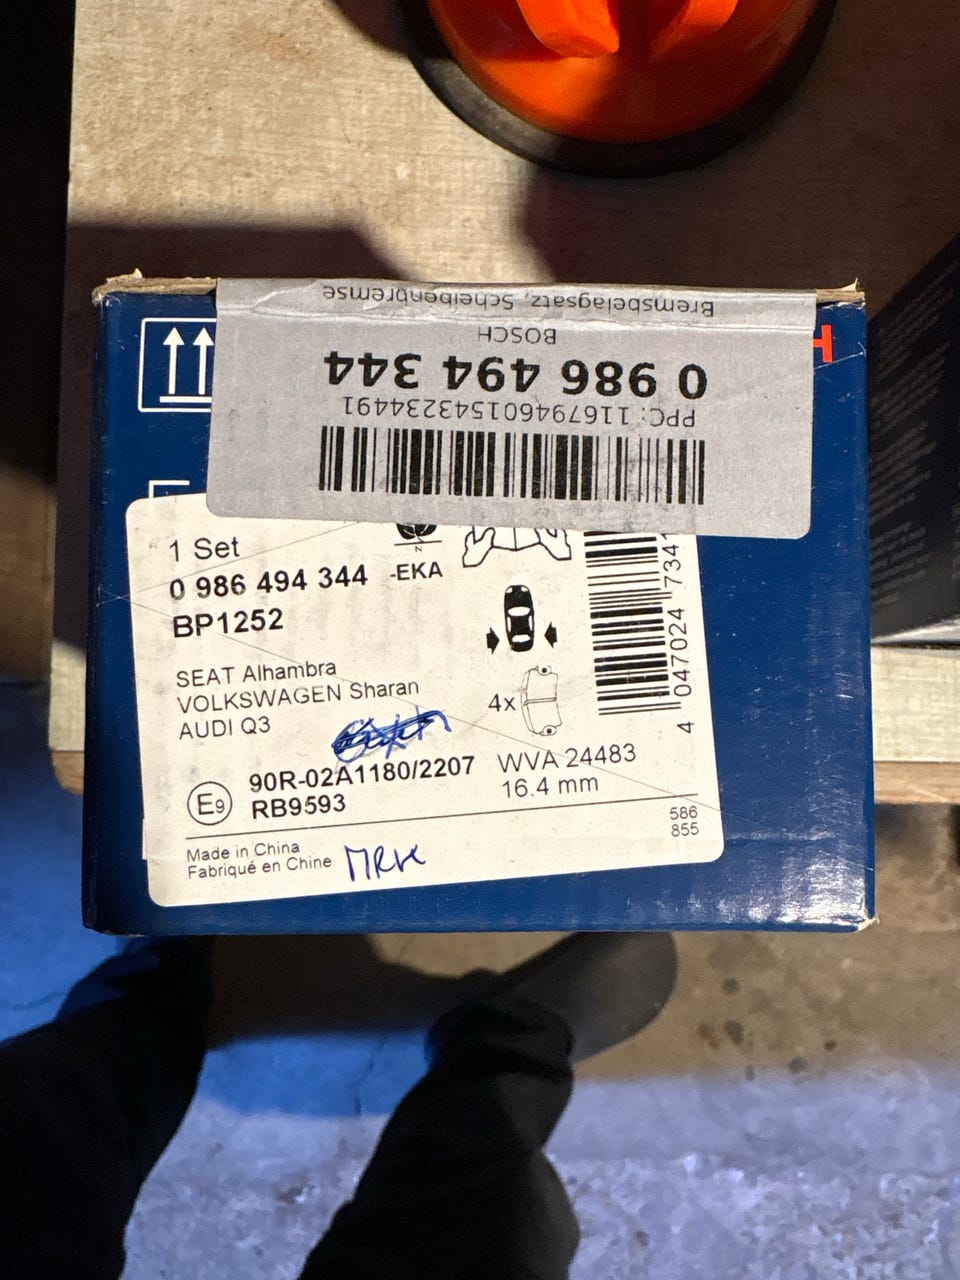 Bremsbelagsatz, Scheibenbremse
BOSCH
0 986 494 344
PPC: 116794601543234491
H
1 Set
0 986 494 344 -EKA
BP1252
N
SEAT Alhambra
VOLKSWAGEN Sharan
AUDI Q3
4x
4 047024 7341
E9
90R-02A1180/2207
RB9593
WVA 24483
16.4 mm
586
855
Made in China
Fabriqué en Chine